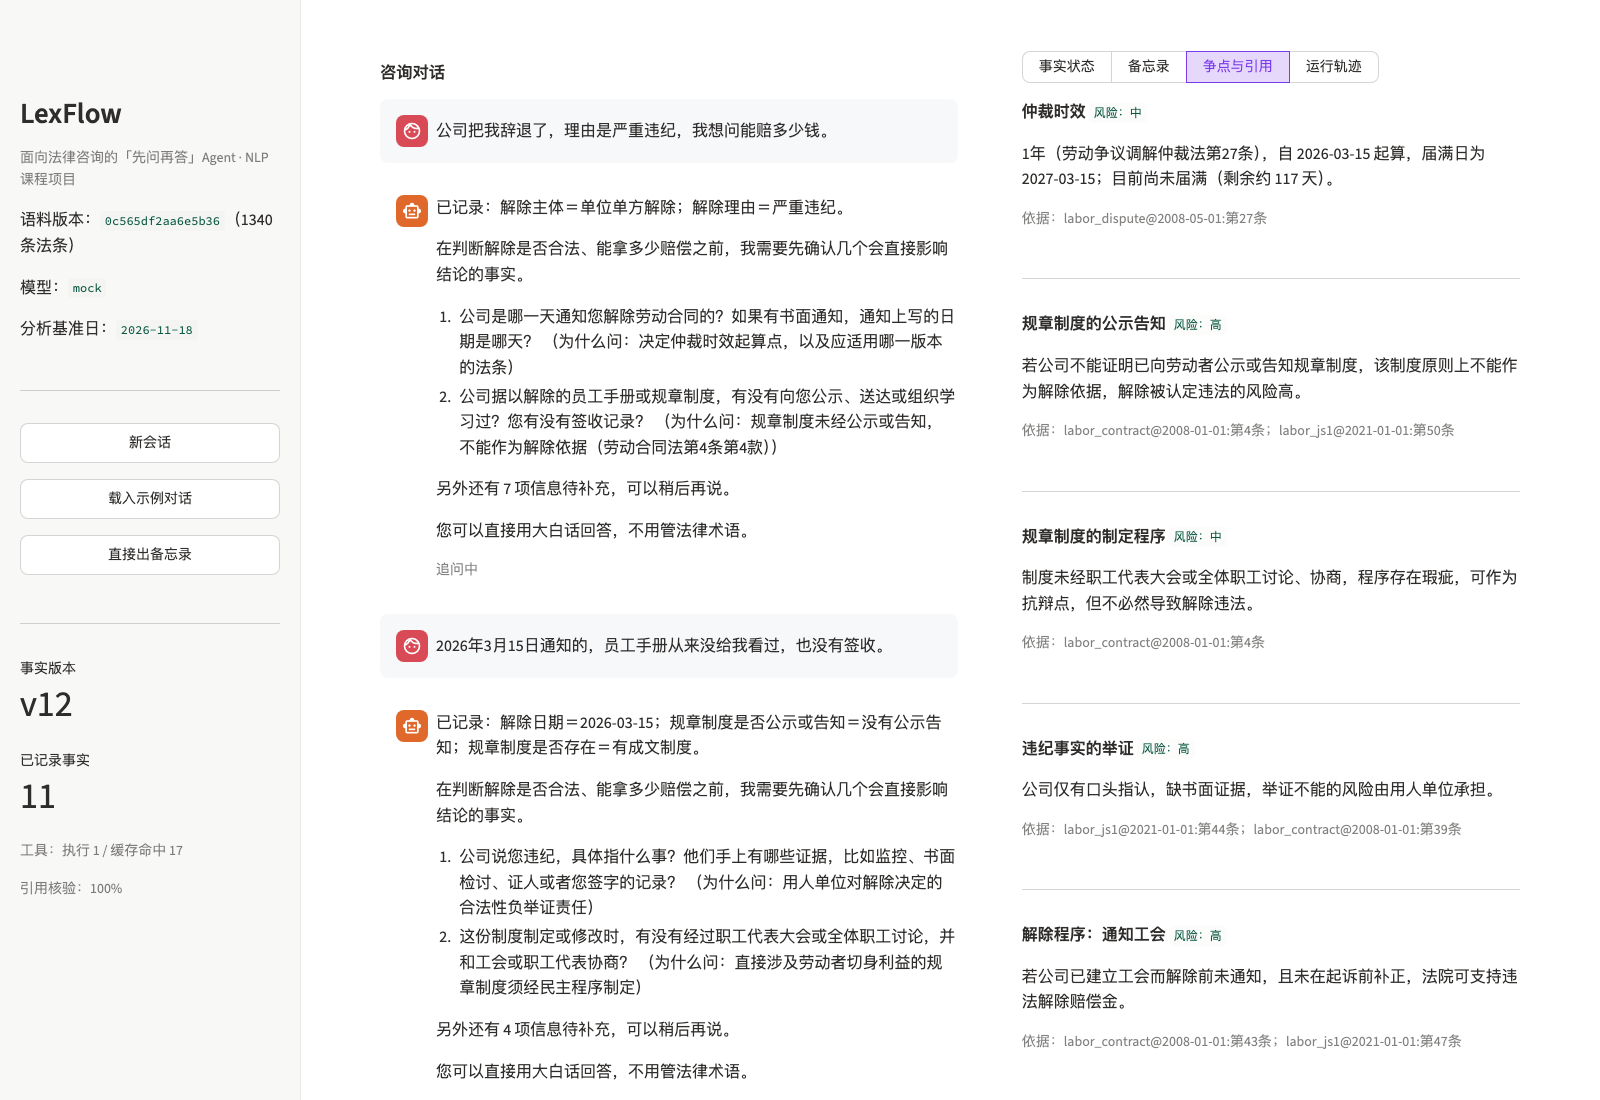 LexFlow
面向法律咨询的「先问再答」Agent · NLP
课程项目
语料版本： 0c565df2aa6e5b36 （1340
条法条）
模型： mock
分析基准日： 2026-11-18
新会话
载入示例对话
直接出备忘录
事实版本
v12
已记录事实
11
工具：执行 1 / 缓存命中 17
引用核验：100%
咨询对话
公司把我辞退了，理由是严重违纪，我想问能赔多少钱。
已记录：解除主体＝单位单方解除；解除理由＝严重违纪。
在判断解除是否合法、能拿多少赔偿之前，我需要先确认几个会直接影响
结论的事实。
1. 公司是哪一天通知您解除劳动合同的？如果有书面通知，通知上写的日
期是哪天？ （为什么问：决定仲裁时效起算点，以及应适用哪一版本
的法条）
2. 公司据以解除的员工手册或规章制度，有没有向您公示、送达或组织学
习过？您有没有签收记录？ （为什么问：规章制度未经公示或告知，
不能作为解除依据（劳动合同法第4条第4款））
另外还有 7 项信息待补充，可以稍后再说。
您可以直接用大白话回答，不用管法律术语。
追问中
2026年3月15日通知的，员工手册从来没给我看过，也没有签收。
已记录：解除日期＝2026-03-15；规章制度是否公示或告知＝没有公示告
知；规章制度是否存在＝有成文制度。
在判断解除是否合法、能拿多少赔偿之前，我需要先确认几个会直接影响
结论的事实。
1. 公司说您违纪，具体指什么事？他们手上有哪些证据，比如监控、书面
检讨、证人或者您签字的记录？ （为什么问：用人单位对解除决定的
合法性负举证责任）
2. 这份制度制定或修改时，有没有经过职工代表大会或全体职工讨论，并
和工会或职工代表协商？ （为什么问：直接涉及劳动者切身利益的规
章制度须经民主程序制定）
另外还有 4 项信息待补充，可以稍后再说。
您可以直接用大白话回答，不用管法律术语。
事实状态 备忘录 争点与引用 运行轨迹
仲裁时效 风险：中
1年（劳动争议调解仲裁法第27条），自 2026-03-15 起算，届满日为
2027-03-15；目前尚未届满（剩余约 117 天）。
依据：labor_dispute@2008-05-01:第27条
规章制度的公示告知 风险：高
若公司不能证明已向劳动者公示或告知规章制度，该制度原则上不能作
为解除依据，解除被认定违法的风险高。
依据：labor_contract@2008-01-01:第4条；labor_js1@2021-01-01:第50条
规章制度的制定程序 风险：中
制度未经职工代表大会或全体职工讨论、协商，程序存在瑕疵，可作为
抗辩点，但不必然导致解除违法。
依据：labor_contract@2008-01-01:第4条
违纪事实的举证 风险：高
公司仅有口头指认，缺书面证据，举证不能的风险由用人单位承担。
依据：labor_js1@2021-01-01:第44条；labor_contract@2008-01-01:第39条
解除程序：通知工会 风险：高
若公司已建立工会而解除前未通知，且未在起诉前补正，法院可支持违
法解除赔偿金。
依据：labor_contract@2008-01-01:第43条；labor_js1@2021-01-01:第47条